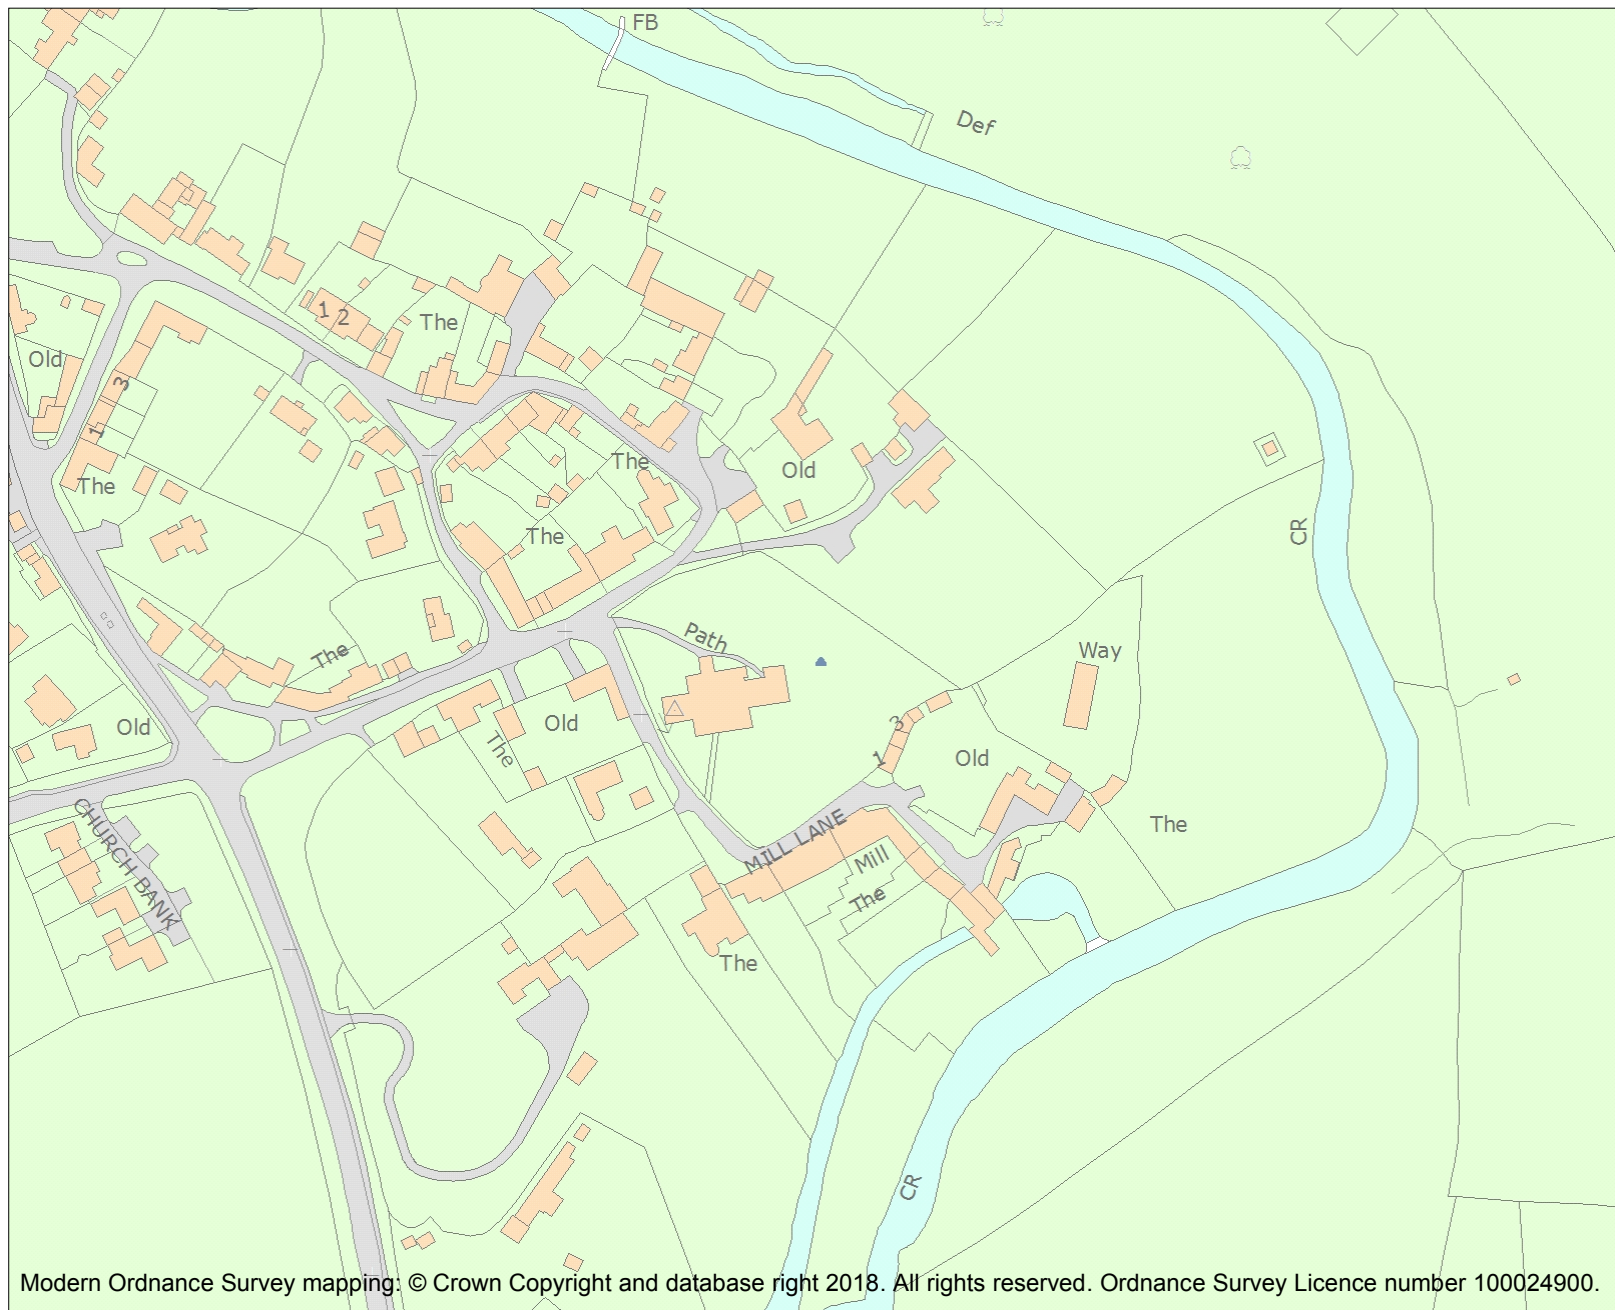 FB
Def
1
2
The
Old
3
1
The
The
Old
The
CR
The
Path
Way
Old
The
Old
The
3
1
Old
CHURCH BANK
MILL LANE
Mill
The
The
The
CR
Modern Ordnance Survey mapping: © Crown Copyright and database right 2018. All rights reserved. Ordnance Survey Licence number 100024900.